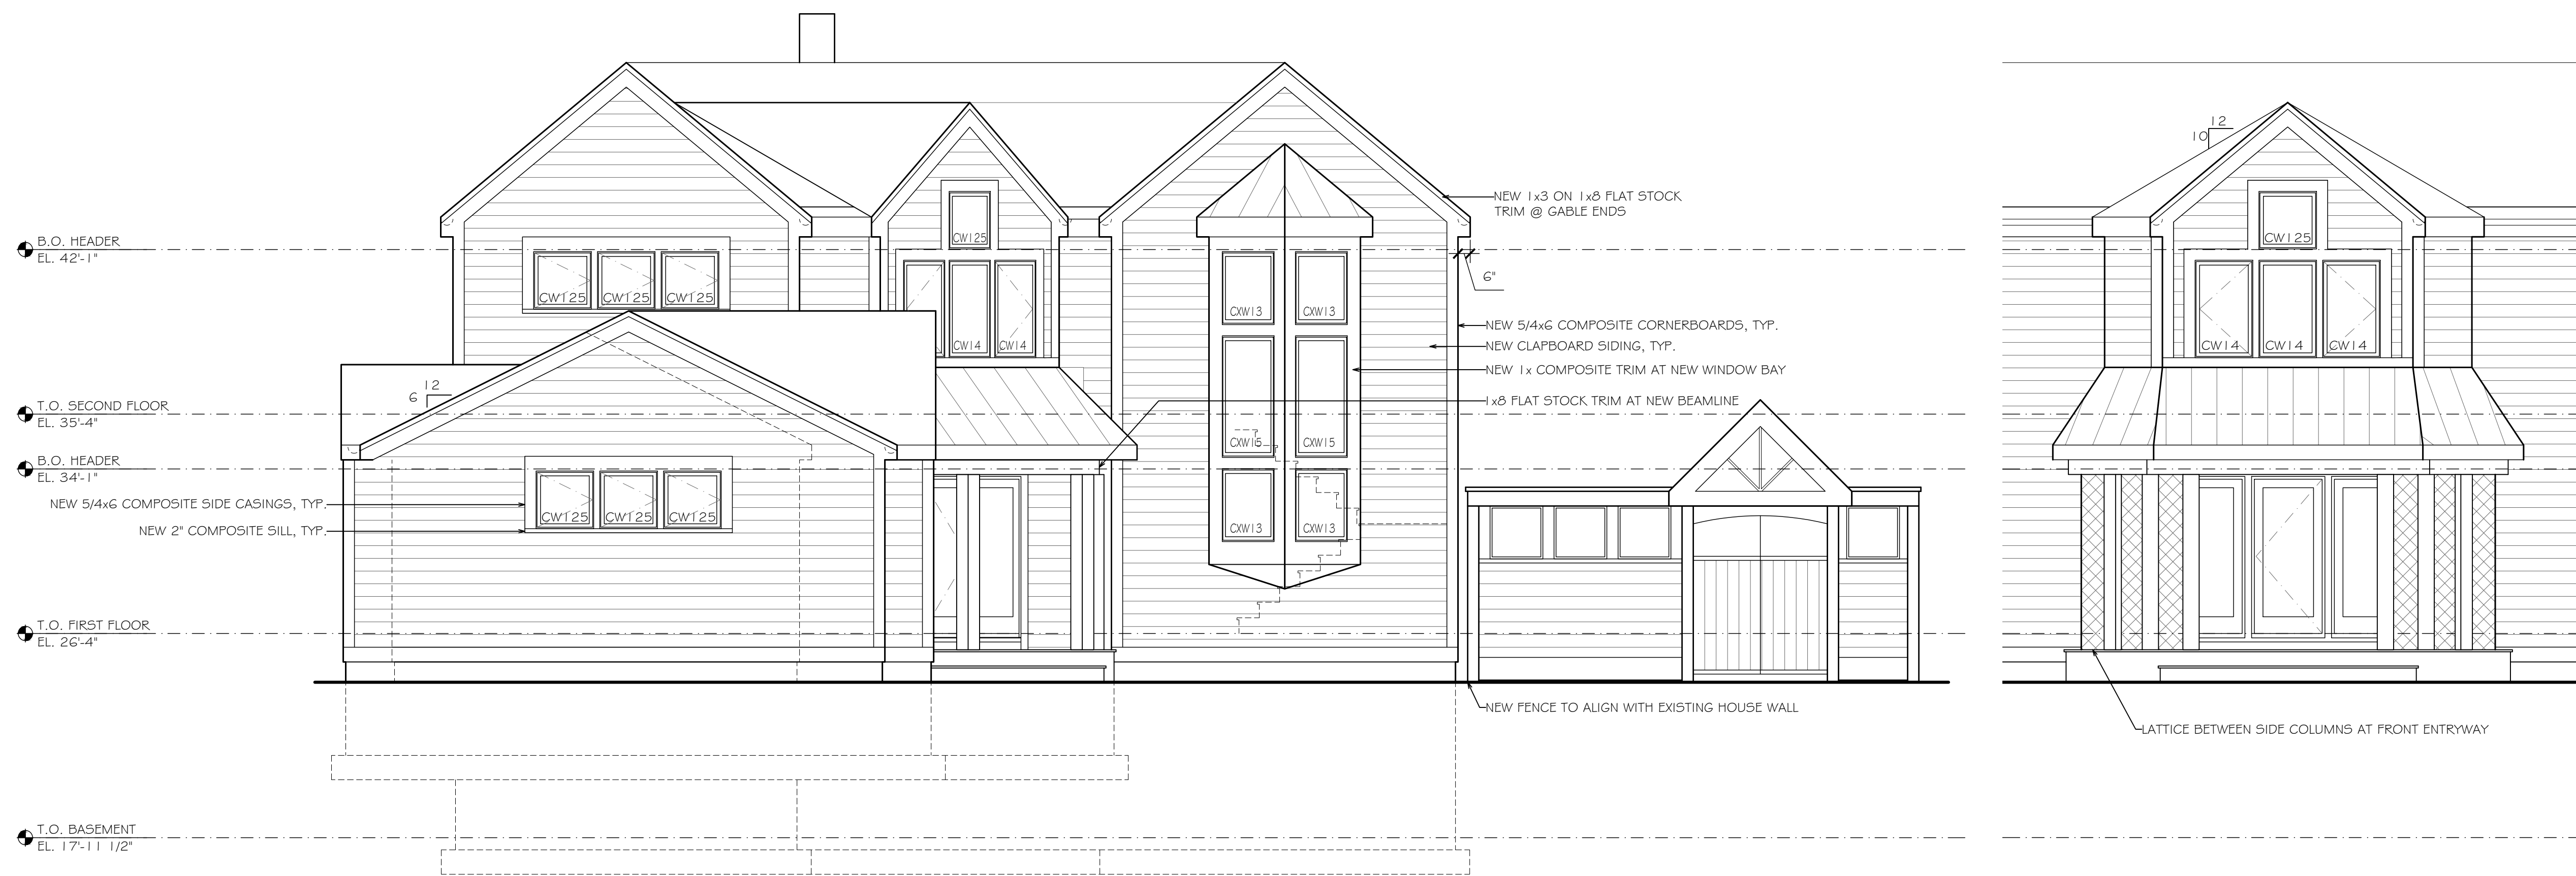 12
10
NEW 1x3 ON 1x8 FLAT STOCK
TRIM @ GABLE ENDS
CW125
CW125
B.O. HEADER
EL. 42'-1"
6"
CW125 CW125 CW125
CXW13 CXW13
NEW 5/4x6 COMPOSITE CORNERBOARDS, TYP.
CW14 CW14
CW14 CW14 CW14
NEW CLAPBOARD SIDING, TYP.
NEW 1x COMPOSITE TRIM AT NEW WINDOW BAY
12
6
1x8 FLAT STOCK TRIM AT NEW BEAMLINE
T.O. SECOND FLOOR
EL. 35'-4"
CXW15 CXW15
B.O. HEADER
EL. 34'-1"
NEW 5/4x6 COMPOSITE SIDE CASINGS, TYP.
CW125 CW125 CW125
CXW13 CXW13
NEW 2" COMPOSITE SILL, TYP.
T.O. FIRST FLOOR
EL. 26'-4"
NEW FENCE TO ALIGN WITH EXISTING HOUSE WALL
LATTICE BETWEEN SIDE COLUMNS AT FRONT ENTRYWAY
T.O. BASEMENT
EL. 17'-11 1/2"